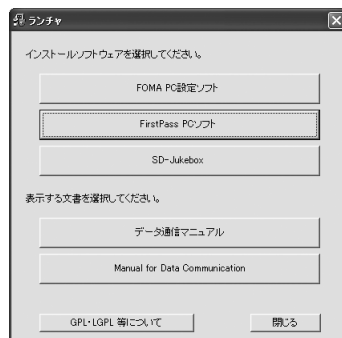 ランチャ
インストールソフトウェアを選択してください。
FOMA PC設定ソフト
FirstPass PCソフト
SD-Jukebox
表示する文書を選択してください。
データ通信マニュアル
Manual for Data Communication
GPL・LGPL 等について
閉じる